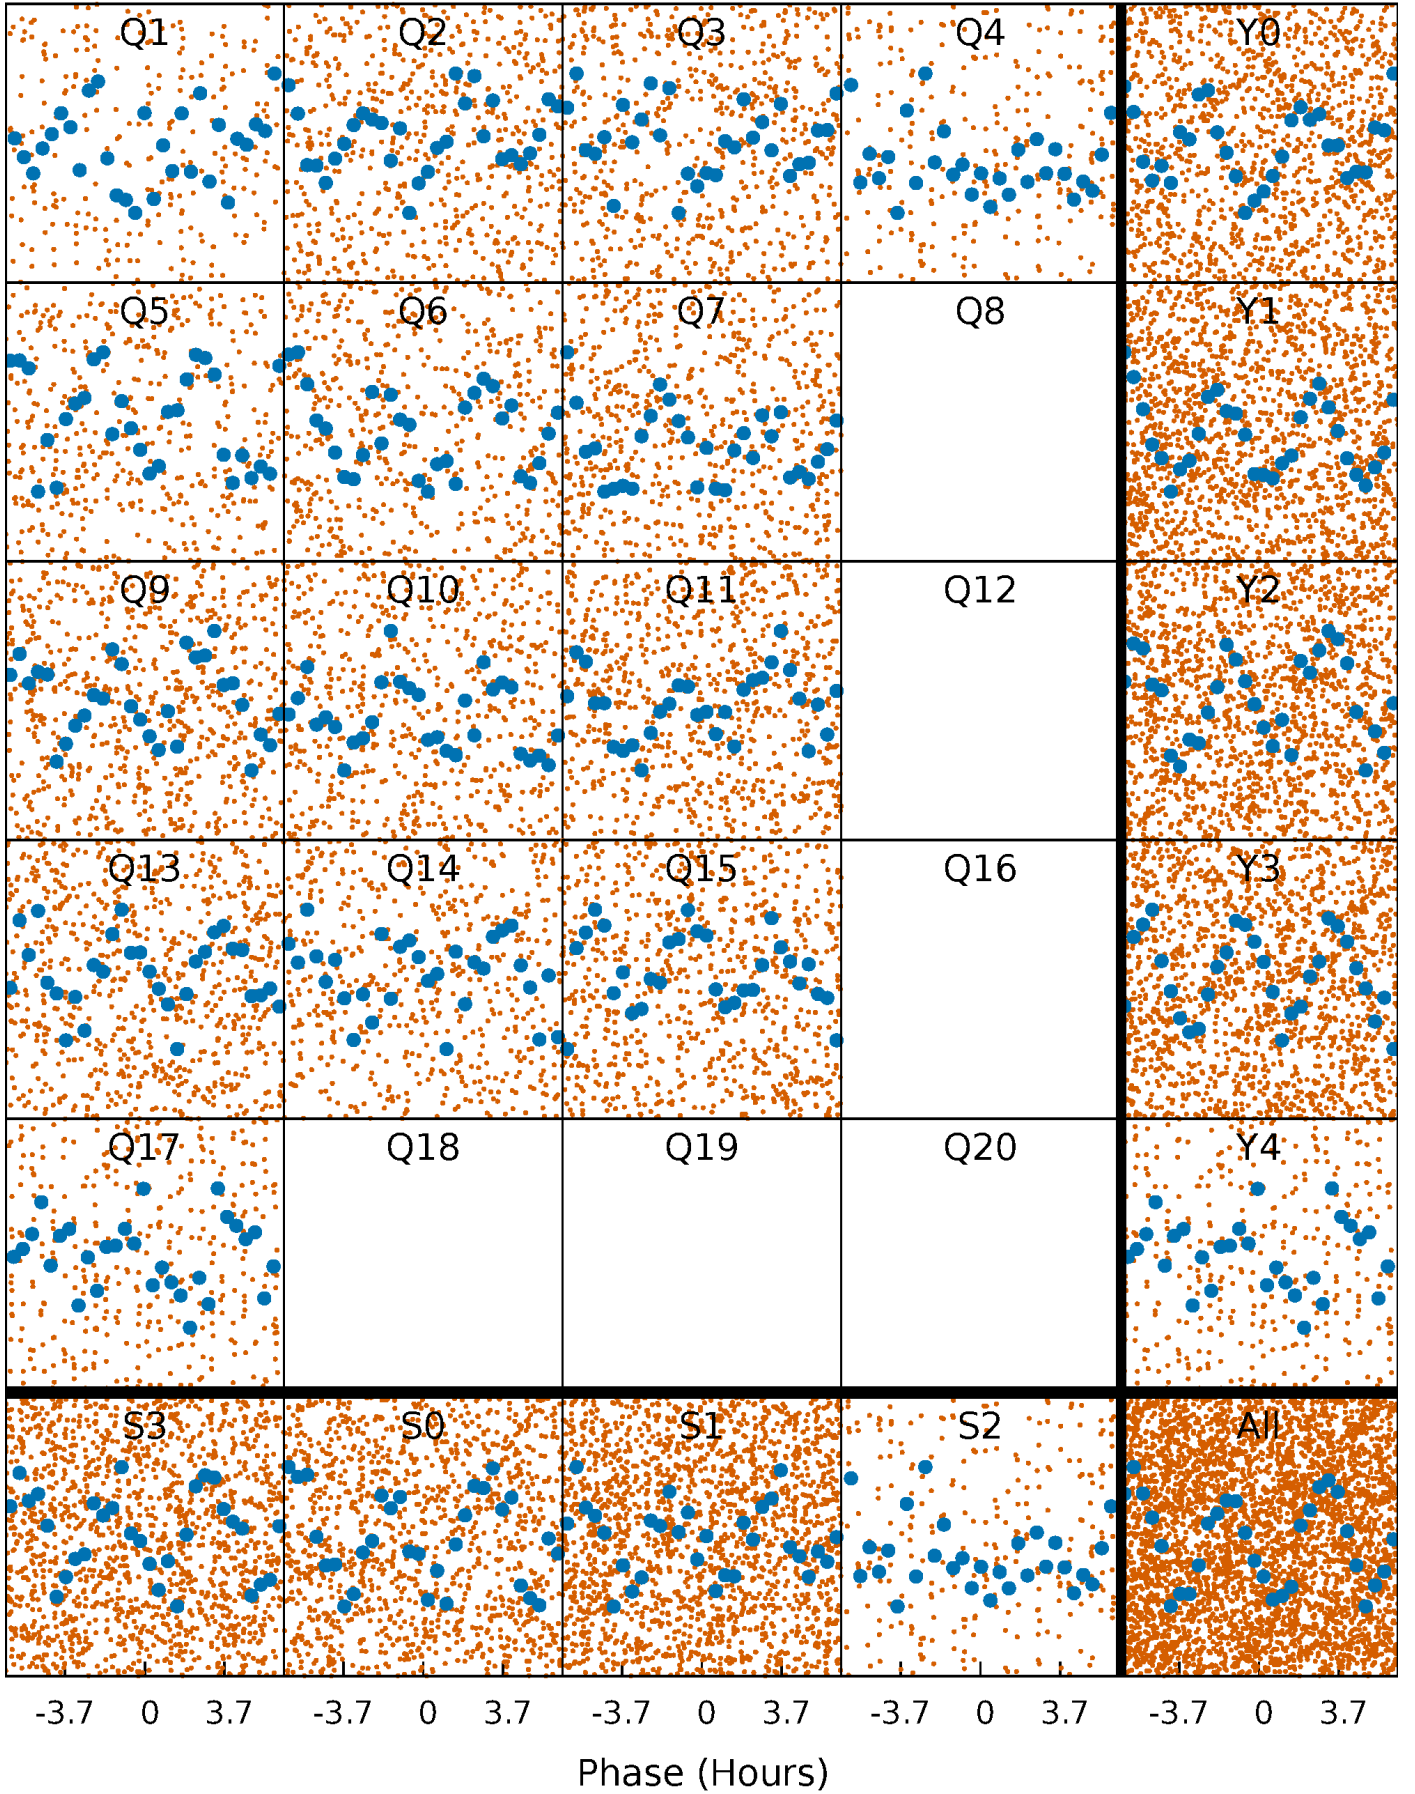 Q1 Q2 Q3 Q4 Y0
Q5 Q6 Q7 Q8 Y1
Q9 Q10 Q11 Q12 Y2
Q13 Q14 Q15 Q16 Y3
Q17 Q18 Q19 Q20 Y4
S3 S0 S1 S2 All
-3.7 0 3.7 -3.7 0 3.7 -3.7 0 3.7 -3.7 0 3.7 -3.7 0 3.7
Phase (Hours)